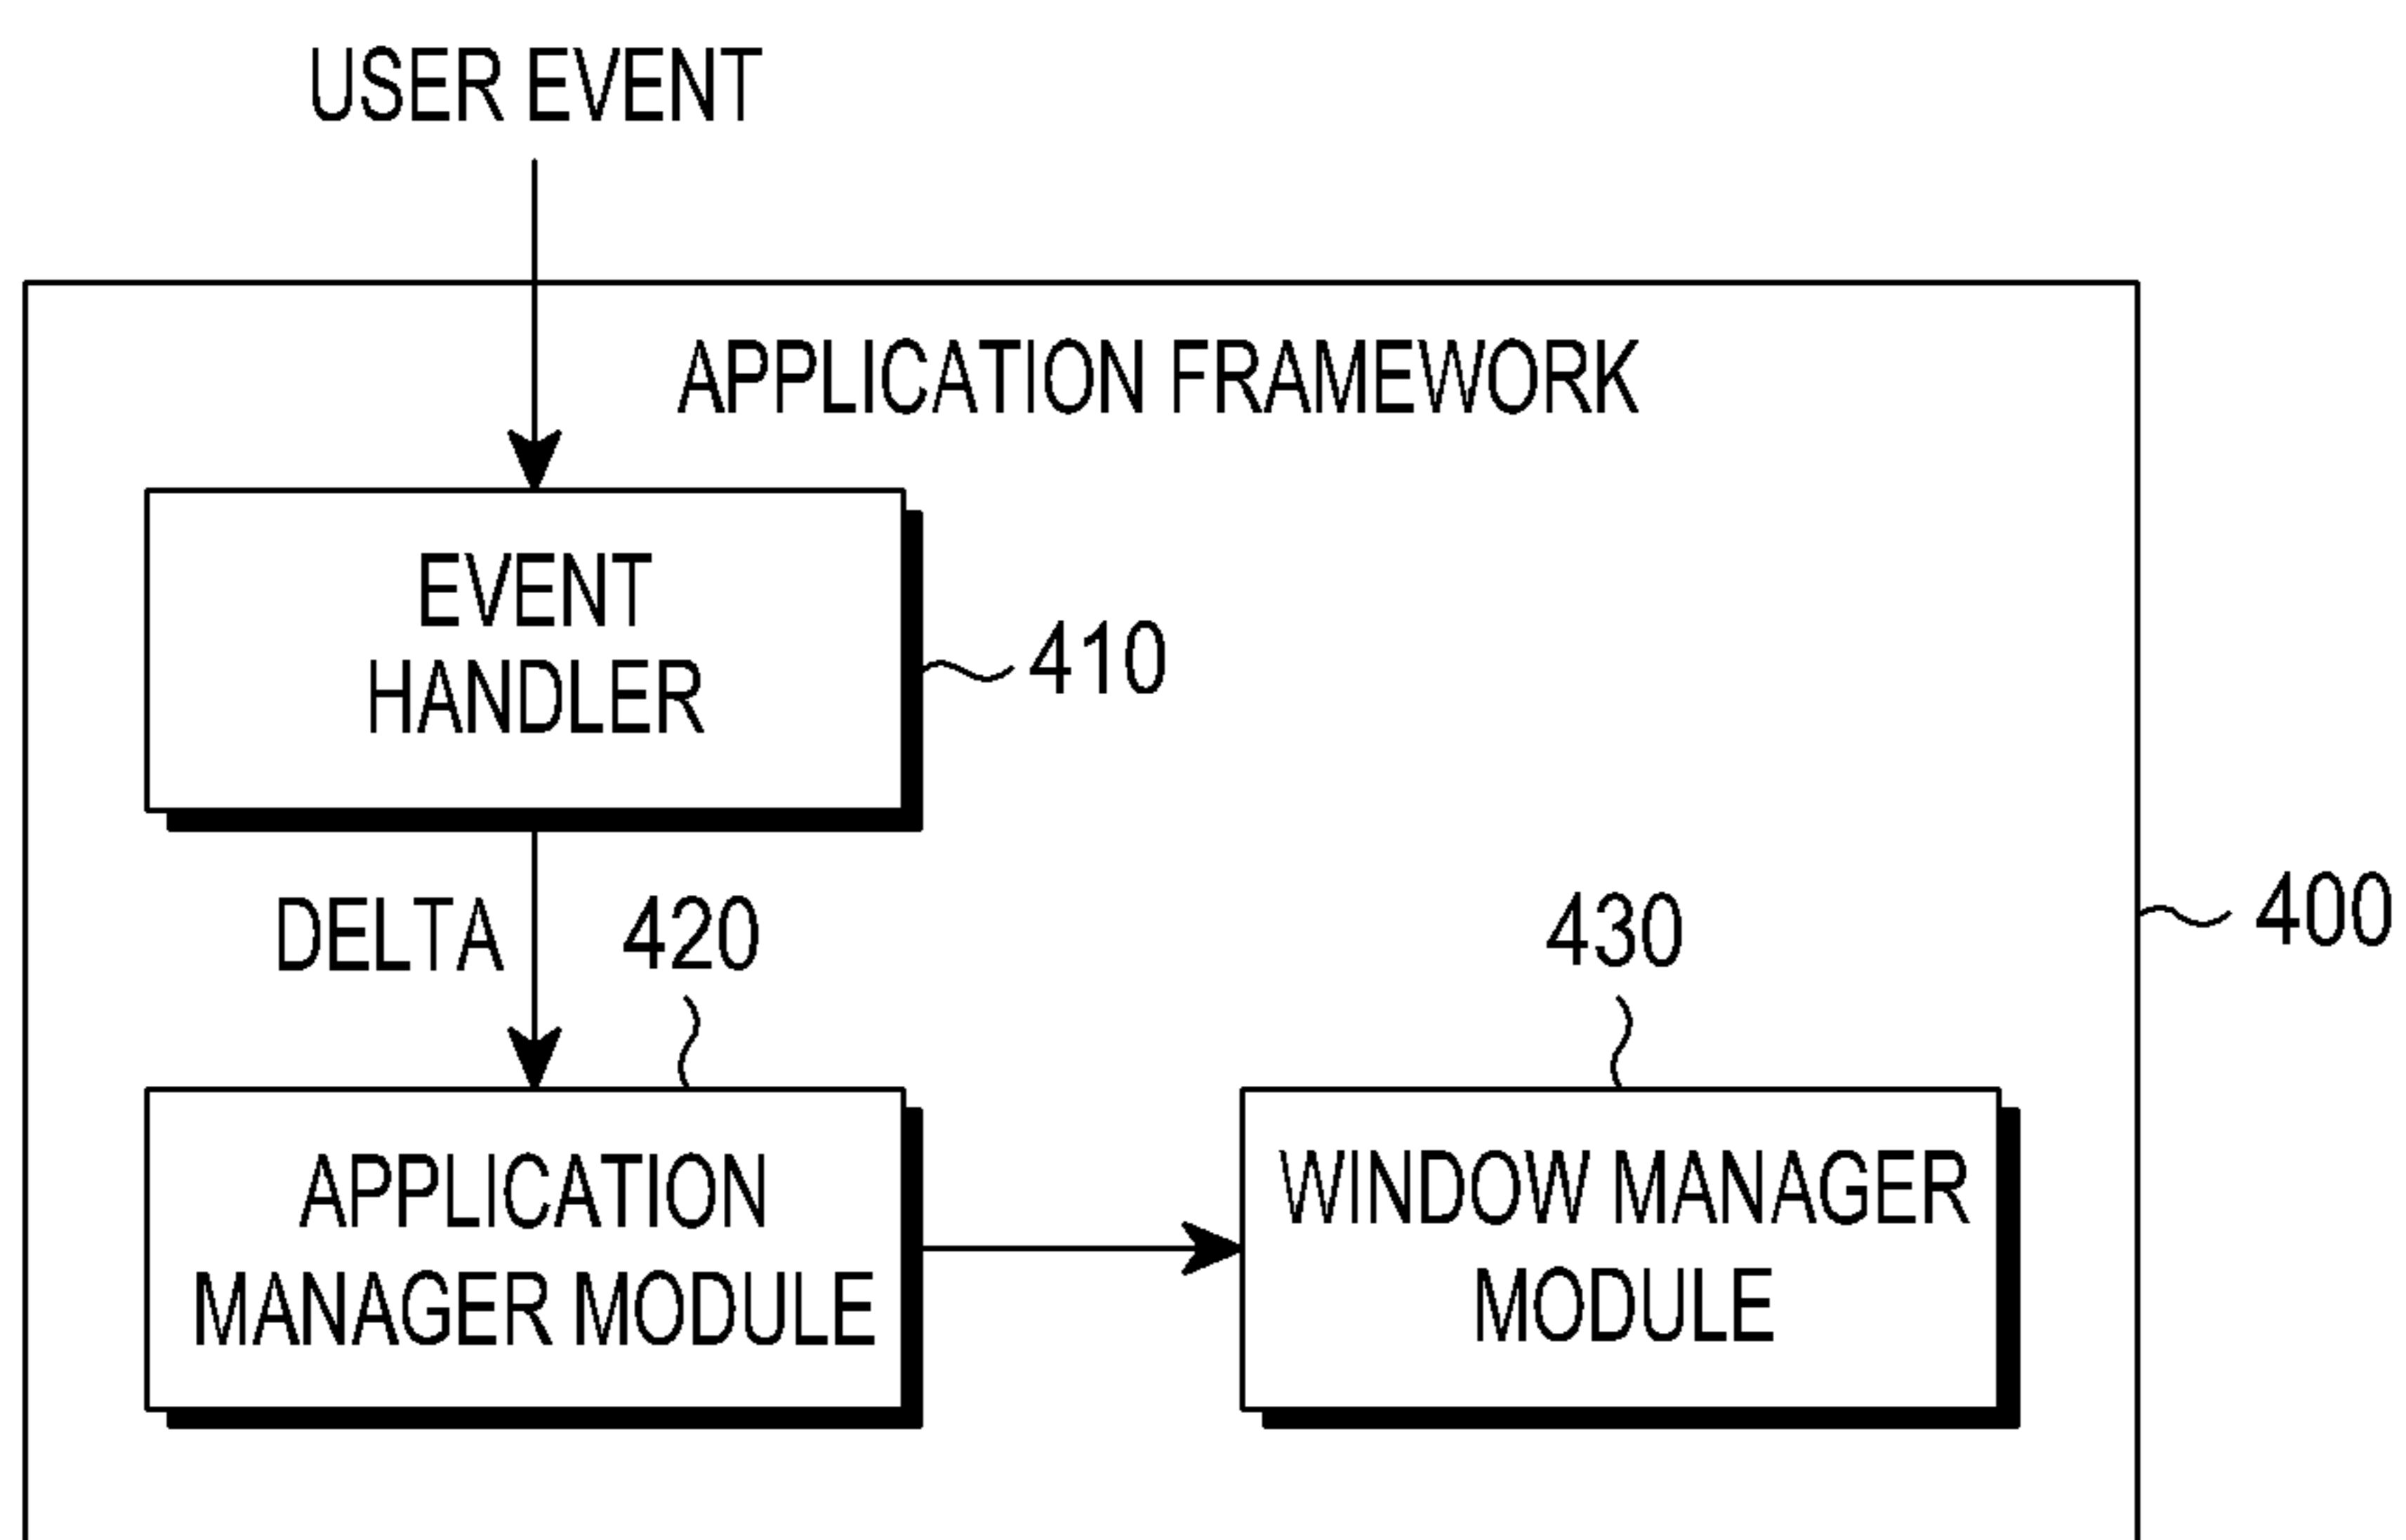 USER EVENT
APPLICATION FRAMEWORK
EVENT
HANDLER
410
DELTA
420
430
400
APPLICATION
MANAGER MODULE
WINDOW MANAGER
MODULE